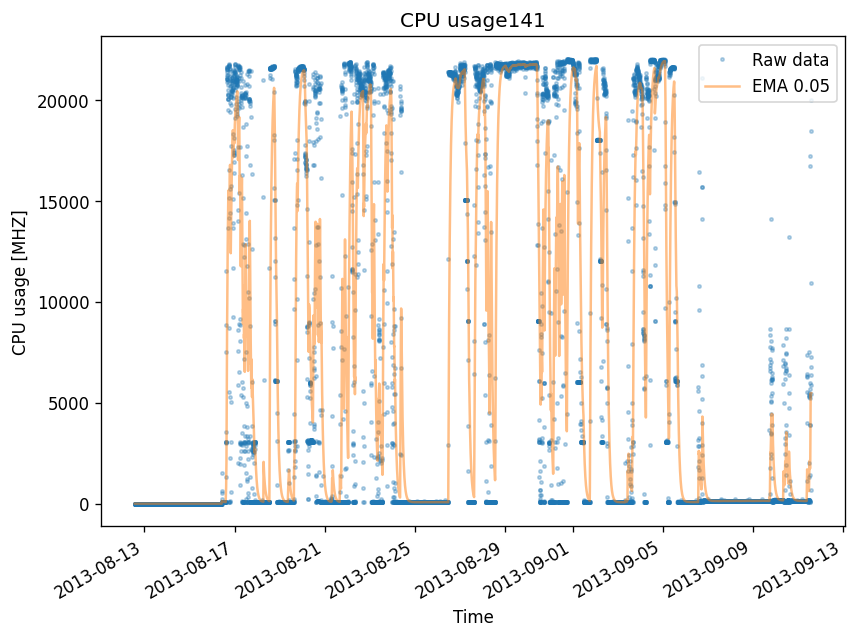 CPU usage141
Raw data
EMA 0.05
CPU usage [MHZ]
20000
15000
10000
5000
0
2013-08-13
2013-08-17
2013-08-21
2013-08-25
2013-08-29
2013-09-01
2013-09-05
2013-09-09
2013-09-13
Time